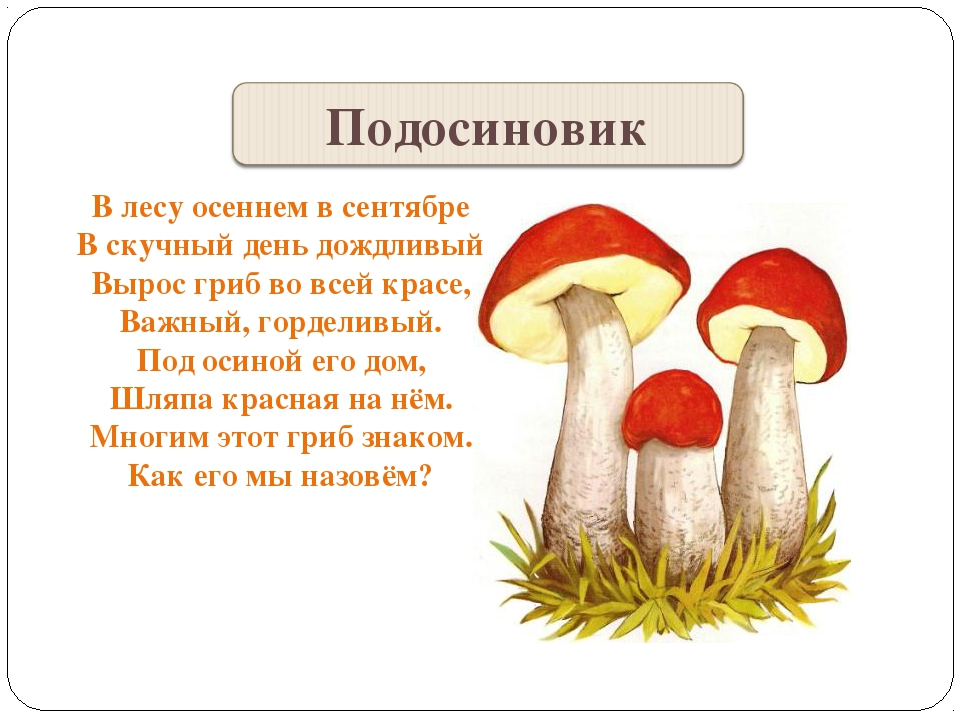 Подосиновик
В лесу осеннем в сентябре
В скучный день дождливый
Вырос гриб во всей красе,
Важный, горделивый.
Под осиной его дом,
Шляпа красная на нём.
Многим этот гриб знаком.
Как его мы назовём?